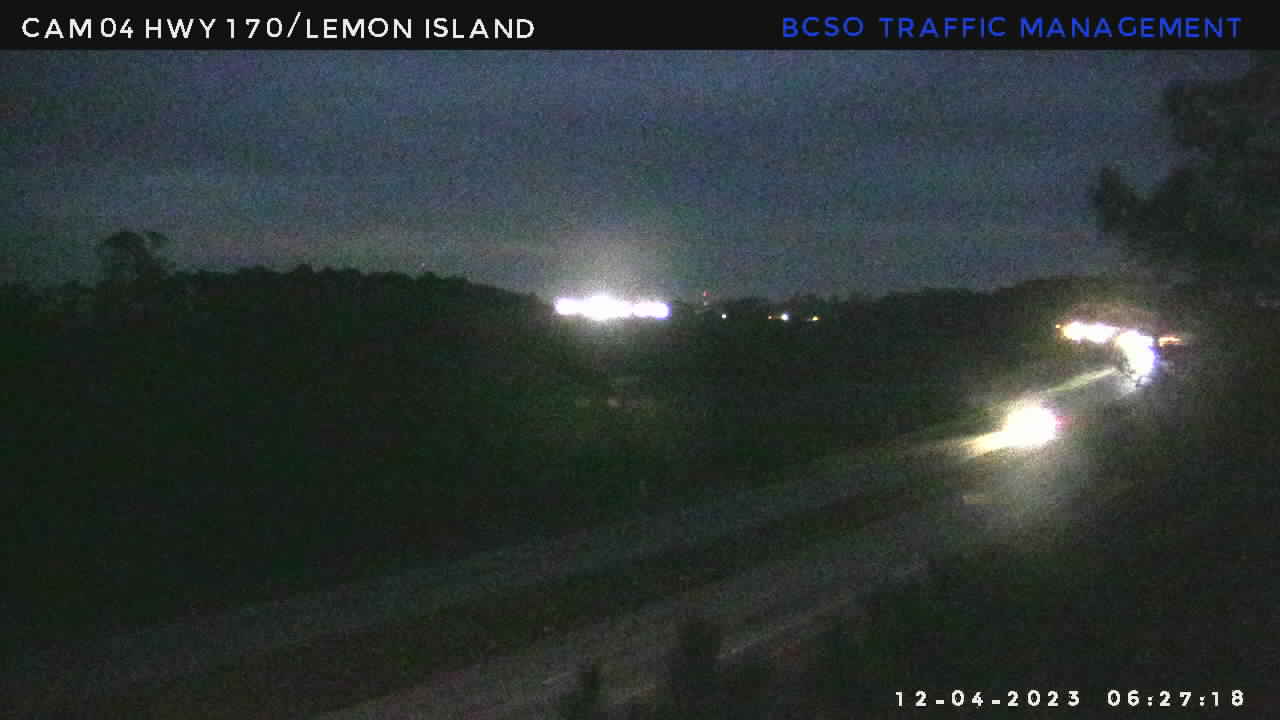 CAM04 HWY 170/LEMON ISLAND
BCSO TRAFFIC MANAGEMENT
12-04-2023 06:27:18